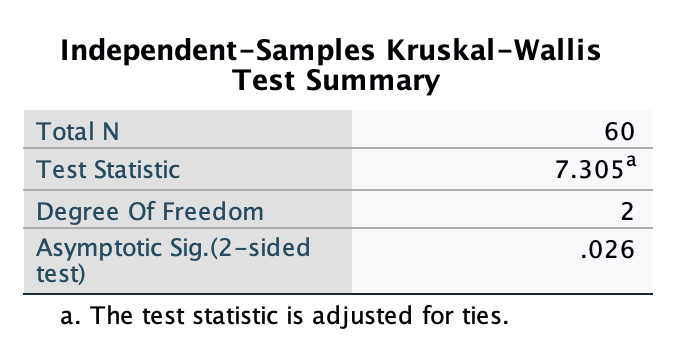 Independent-Samples Kruskal-Wallis
Test Summary
Total N 60
Test Statistic 7.305a
Degree Of Freedom 2
Asymptotic Sig.(2-sided .026
test)
a. The test statistic is adjusted for ties.